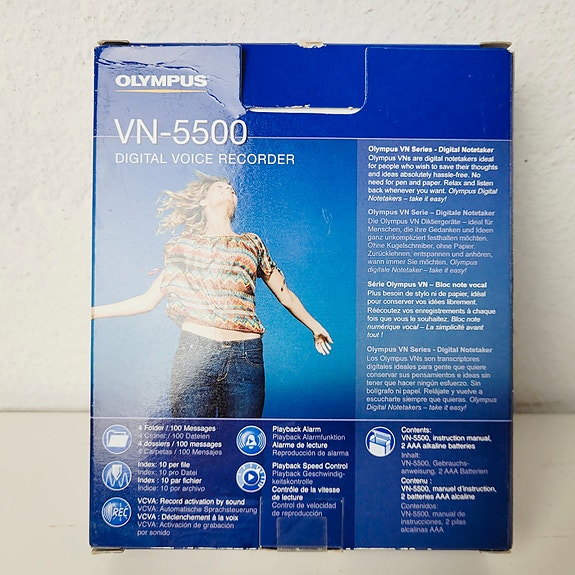 OLYMPUS
VN-5500
DIGITAL VOICE RECORDER
Olympus VN Series - Digital Notetaker
Olympus VNs are digital notetakers ideal
for people who wish to save their thoughts
and ideas absolutely hassle-free. No
need for pen and paper. Relax and listen
back whenever you want. Olympus Digital
Notetakers – take it easy!
Olympus VN Serie – Digitale Notetaker
Die Olympus VN Diktiergeräte – ideal für
Menschen, die ihre Gedanken und Ideen
ganz unkompliziert festhalten möchten.
Ohne Kugelschreiber, ohne Papier.
Zurücklehnen, entspannen und anhören,
wann immer Sie möchten. Olympus
digitale Notetaker – take it easy!
Série Olympus VN – Bloc note vocal
Plus besoin de stylo ni de papier, idéal
pour conserver vos idées librement.
Réécoutez vos enregistrements à chaque
fois que vous le souhaitez. Bloc note
numérique vocal – La simplicité avant
tout !
Olympus VN Series - Digital Notetaker
Los Olympus VNs son transcriptores
digitales ideales para gente que quiere
conservar sus pensamientos e ideas sin
tener que hacer ningún esfuerzo. Sin
bolígrafo ni papel. Relájate y vuelve a
escucharte siempre que quieras. Olympus
Digital Notetakers – take it easy!
4 Folder / 100 Messages
4 Ordner / 100 Dateien
4 dossiers / 100 messages
4 Carpetas / 100 Mensajes
Index: 10 per file
Index: 10 pro Datei
Index: 10 par fichier
Indice: 10 por archivo
REC
VCVA: Record activation by sound
VCVA: Automatische Sprachsteuerung
VCVA : Déclenchement à la voix
VCVA: Activación de grabación
por sonido
A
Playback Alarm
Playback Alarmfunktion
Alarme de lecture
Reproducción de alarma
Playback Speed Control
Playback Geschwindig-
keitskontrolle
Contrôle de la vitesse
de lecture
Control de velocidad
de reproducción
Contents:
VN-5500, instruction manual,
2 AAA alkaline batteries
Inhalt:
VN-5500, Gebrauchs-
anweisung, 2 AAA Batterien
Contenu :
VN-5500, manuel d'instruction,
2 batteries AAA alcaline
Contenidos:
VN-5500, manual de
instrucciones, 2 pilas
alcalinas AAA